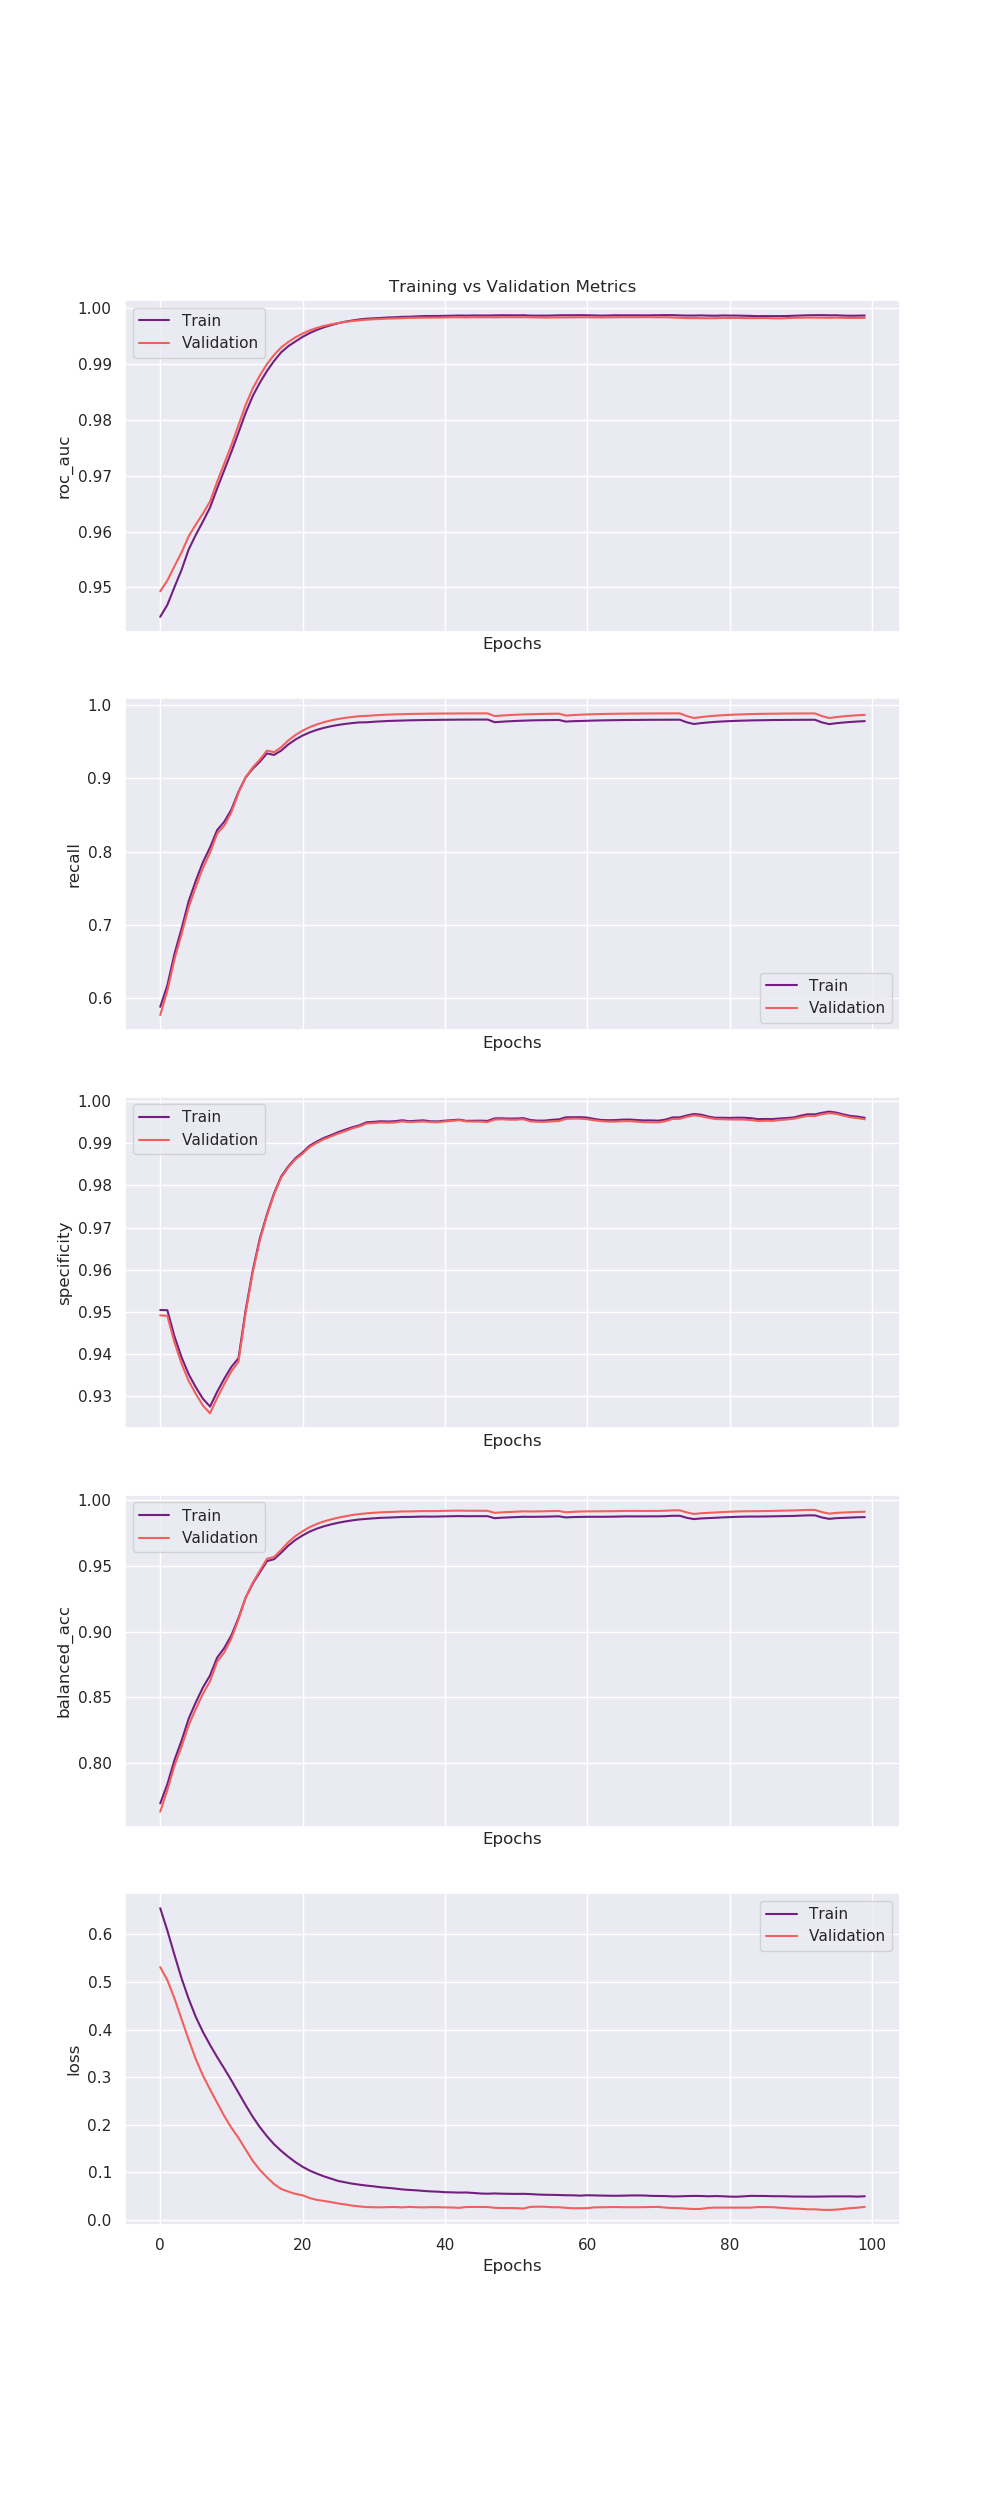 Training vs Validation Metrics
1.00
0.99
0.98
0.97
0.96
0.95
roc_auc
Train
Validation
Epochs
1.0
0.9
0.8
0.7
0.6
recall
Train
Validation
Epochs
1.00
0.99
0.98
0.97
0.96
0.95
0.94
0.93
specificity
Train
Validation
Epochs
1.00
0.95
0.90
0.85
0.80
balanced_acc
Train
Validation
Epochs
0.6
0.5
0.4
0.3
0.2
0.1
0.0
loss
Train
Validation
0 20 40 60 80 100
Epochs